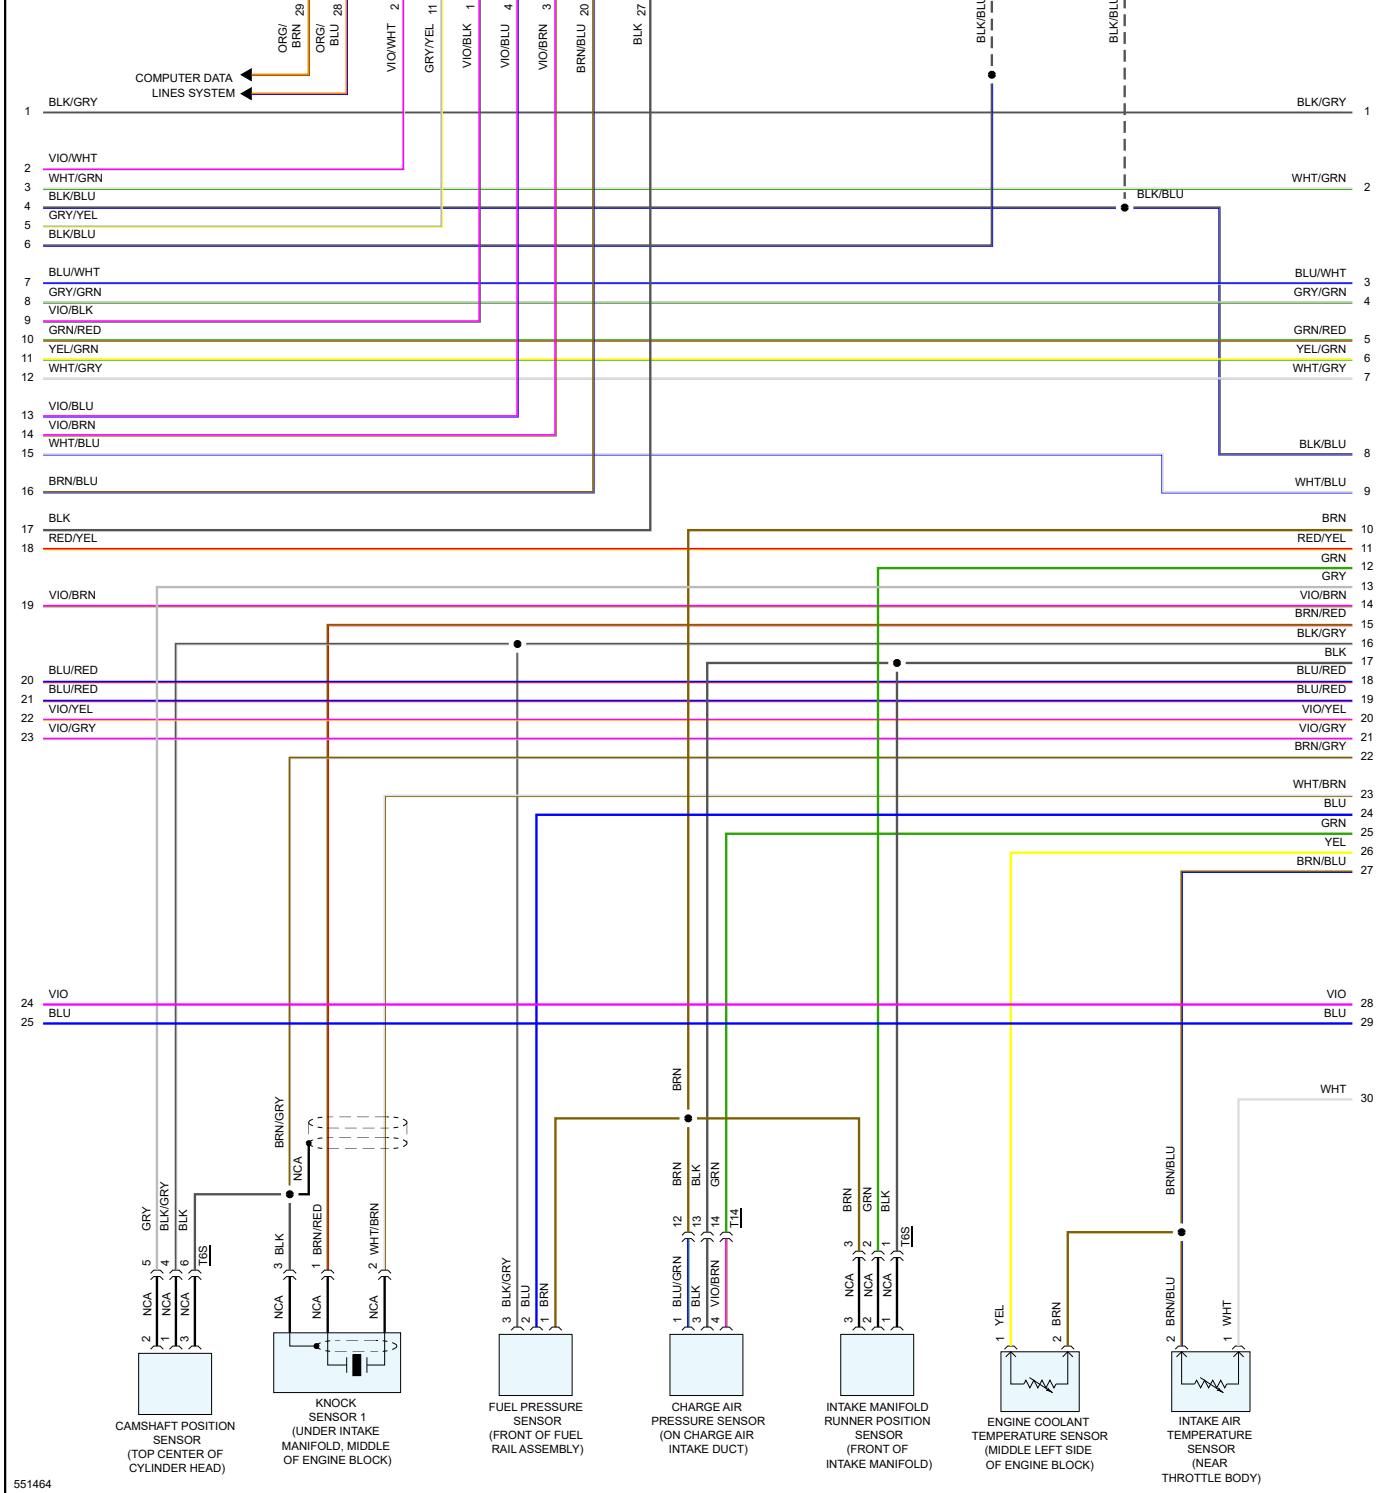 29
28
2
11
1
4
3
20
27
ORG/
BRN
ORG/
BLU
VIO/WHT
GRY/YEL
VIO/BLK
VIO/BLU
VIO/BRN
BRN/BLU
BLK
BLK/BLU
BLK/BLU
COMPUTER DATA
LINES SYSTEM
1 BLK/GRY BLK/GRY 1
2 VIO/WHT
3 WHT/GRN WHT/GRN 2
4 BLK/BLU BLK/BLU
5 GRY/YEL
6 BLK/BLU
7 BLU/WHT BLU/WHT 3
8 GRY/GRN GRY/GRN 4
9 VIO/BLK
10 GRN/RED GRN/RED 5
11 YEL/GRN YEL/GRN 6
12 WHT/GRY WHT/GRY 7
13 VIO/BLU
14 VIO/BRN
15 WHT/BLU BLK/BLU 8
16 BRN/BLU WHT/BLU 9
17 BLK BRN 10
18 RED/YEL RED/YEL 11
GRN 12
GRY 13
19 VIO/BRN VIO/BRN 14
BRN/RED 15
BLK/GRY 16
BLK 17
20 BLU/RED BLU/RED 18
21 BLU/RED BLU/RED 19
22 VIO/YEL VIO/YEL 20
23 VIO/GRY VIO/GRY 21
BRN/GRY 22
WHT/BRN 23
BLU 24
GRN 25
YEL 26
BRN/BLU 27
24 VIO VIO 28
25 BLU BLU 29
WHT 30
GRY
BLK/GRY
BLK
5
4
6
T6S
NCA
NCA
NCA
2
1
3
CAMSHAFT POSITION
SENSOR
(TOP CENTER OF
CYLINDER HEAD)
BRN/GRY
NCA
BLK
BRN/RED
WHT/BRN
3
1
2
NCA
NCA
NCA
KNOCK
SENSOR 1
(UNDER INTAKE
MANIFOLD, MIDDLE
OF ENGINE BLOCK)
BLK/GRY
BLU
BRN
3
2
1
FUEL PRESSURE
SENSOR
(FRONT OF FUEL
RAIL ASSEMBLY)
BRN
BRN
BLK
GRN
12
13
14
T14
BLU/GRN
BLK
VIO/BRN
1
3
4
CHARGE AIR
PRESSURE SENSOR
(ON CHARGE AIR
INTAKE DUCT)
BRN
GRN
BLK
3
2
1
T6S
NCA
NCA
NCA
3
2
1
INTAKE MANIFOLD
RUNNER POSITION
SENSOR
(FRONT OF
INTAKE MANIFOLD)
YEL
BRN
1
2
ENGINE COOLANT
TEMPERATURE SENSOR
(MIDDLE LEFT SIDE
OF ENGINE BLOCK)
BRN/BLU
BRN/BLU
WHT
2
1
INTAKE AIR
TEMPERATURE
SENSOR
(NEAR
THROTTLE BODY)
551464